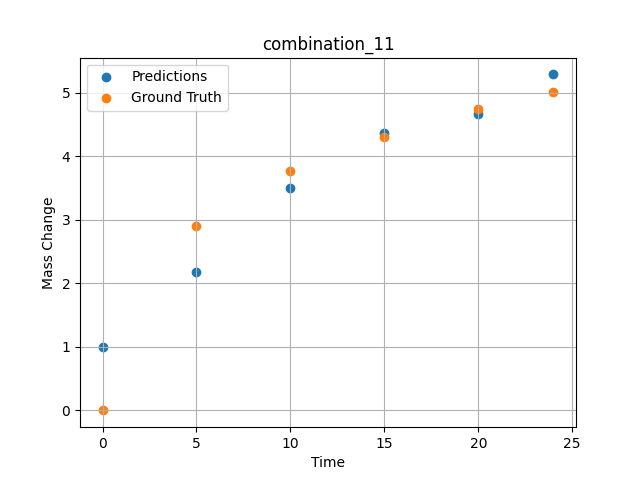 combination_11
Predictions
Ground Truth
Mass Change
5
4
3
2
1
0
0 5 10 15 20 25
Time